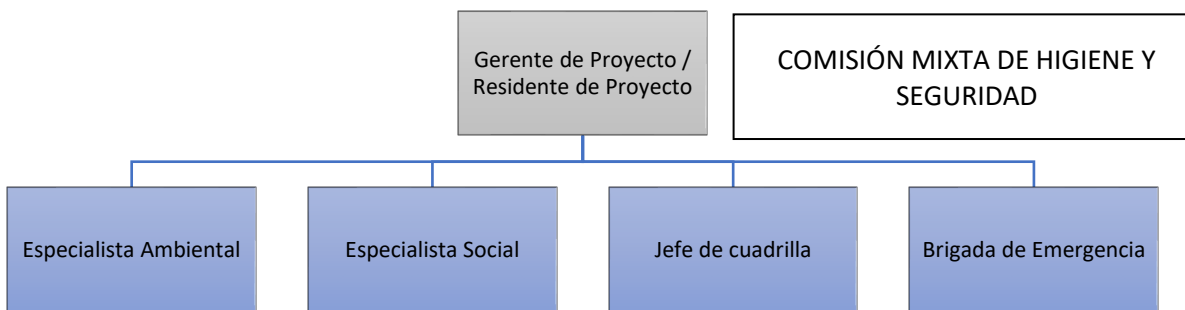 Gerente de Proyecto /
Residente de Proyecto
COMISIÓN MIXTA DE HIGIENE Y
SEGURIDAD
Especialista Ambiental
Especialista Social
Jefe de cuadrilla
Brigada de Emergencia